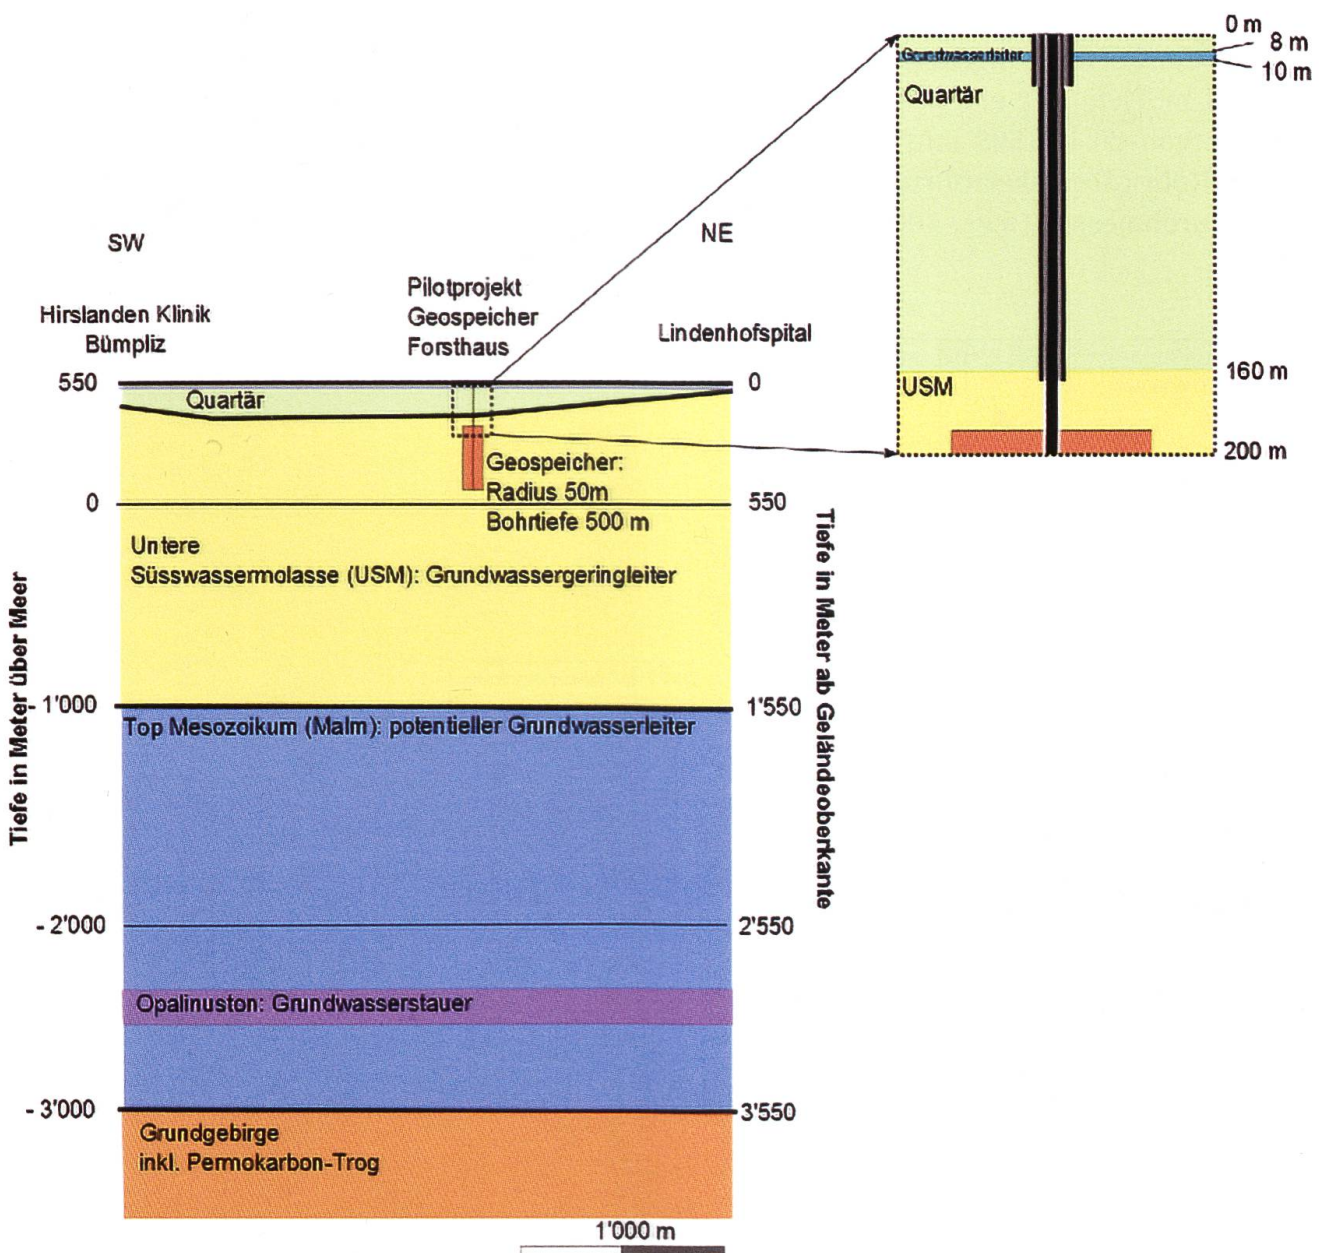 0 m
8 m
Grundwasserleiter
10 m
Quartär
SW
NE
Pilotprojekt
Geospeicher
Forsthaus
Hirslanden Klinik
Bümpliz
Lindenhofspital
160 m
USM
200 m
550
0
Quartär
Geospeicher:
Radius 50m
Bohrtiefe 500 m
0
550
Untere
Süsswassermolasse (USM): Grundwassergeringleiter
Tiefe in Meter über Meer
Tiefe in Meter ab Geländeoberkante
- 1'000
1'550
Top Mesozoikum (Malm): potentieller Grundwasserleiter
- 2'000
2'550
Opalinuston: Grundwasserstauer
- 3'000
3'550
Grundgebirge
inkl. Permokarbon-Trog
1'000 m